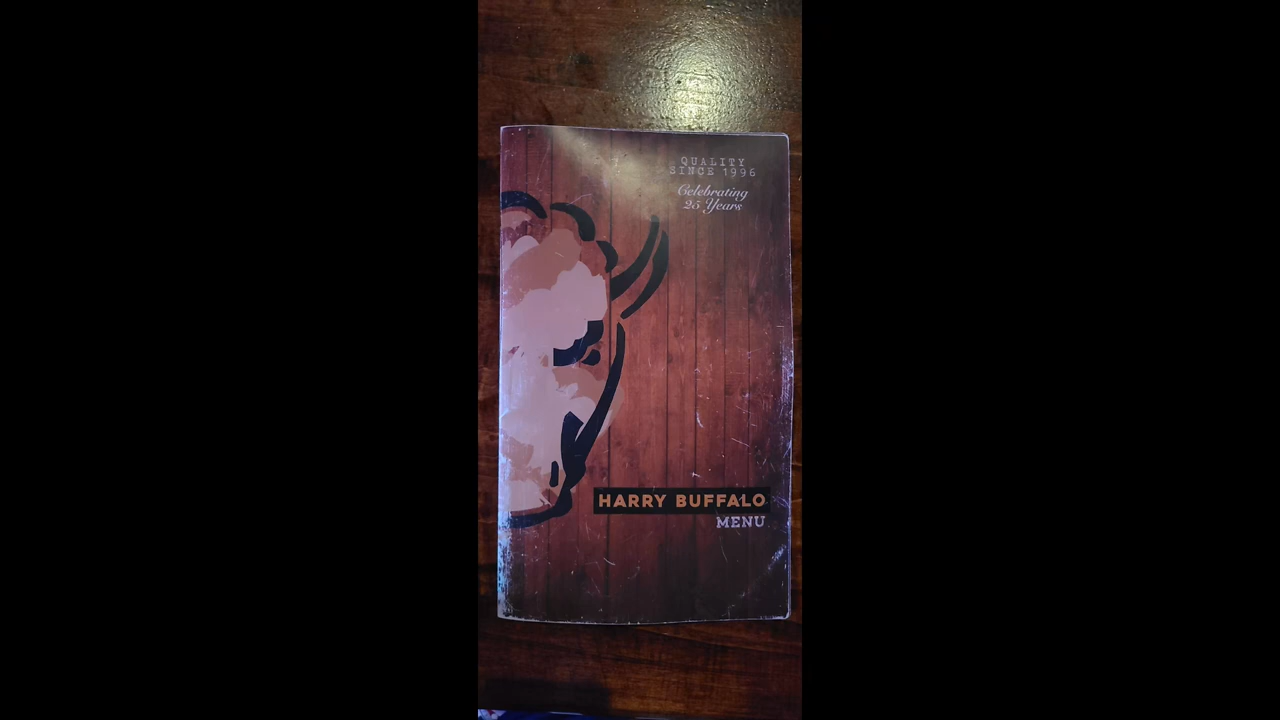 QUALITY
SINCE 1996
Celebrating
25 Years
HARRY BUFFALO
MENU